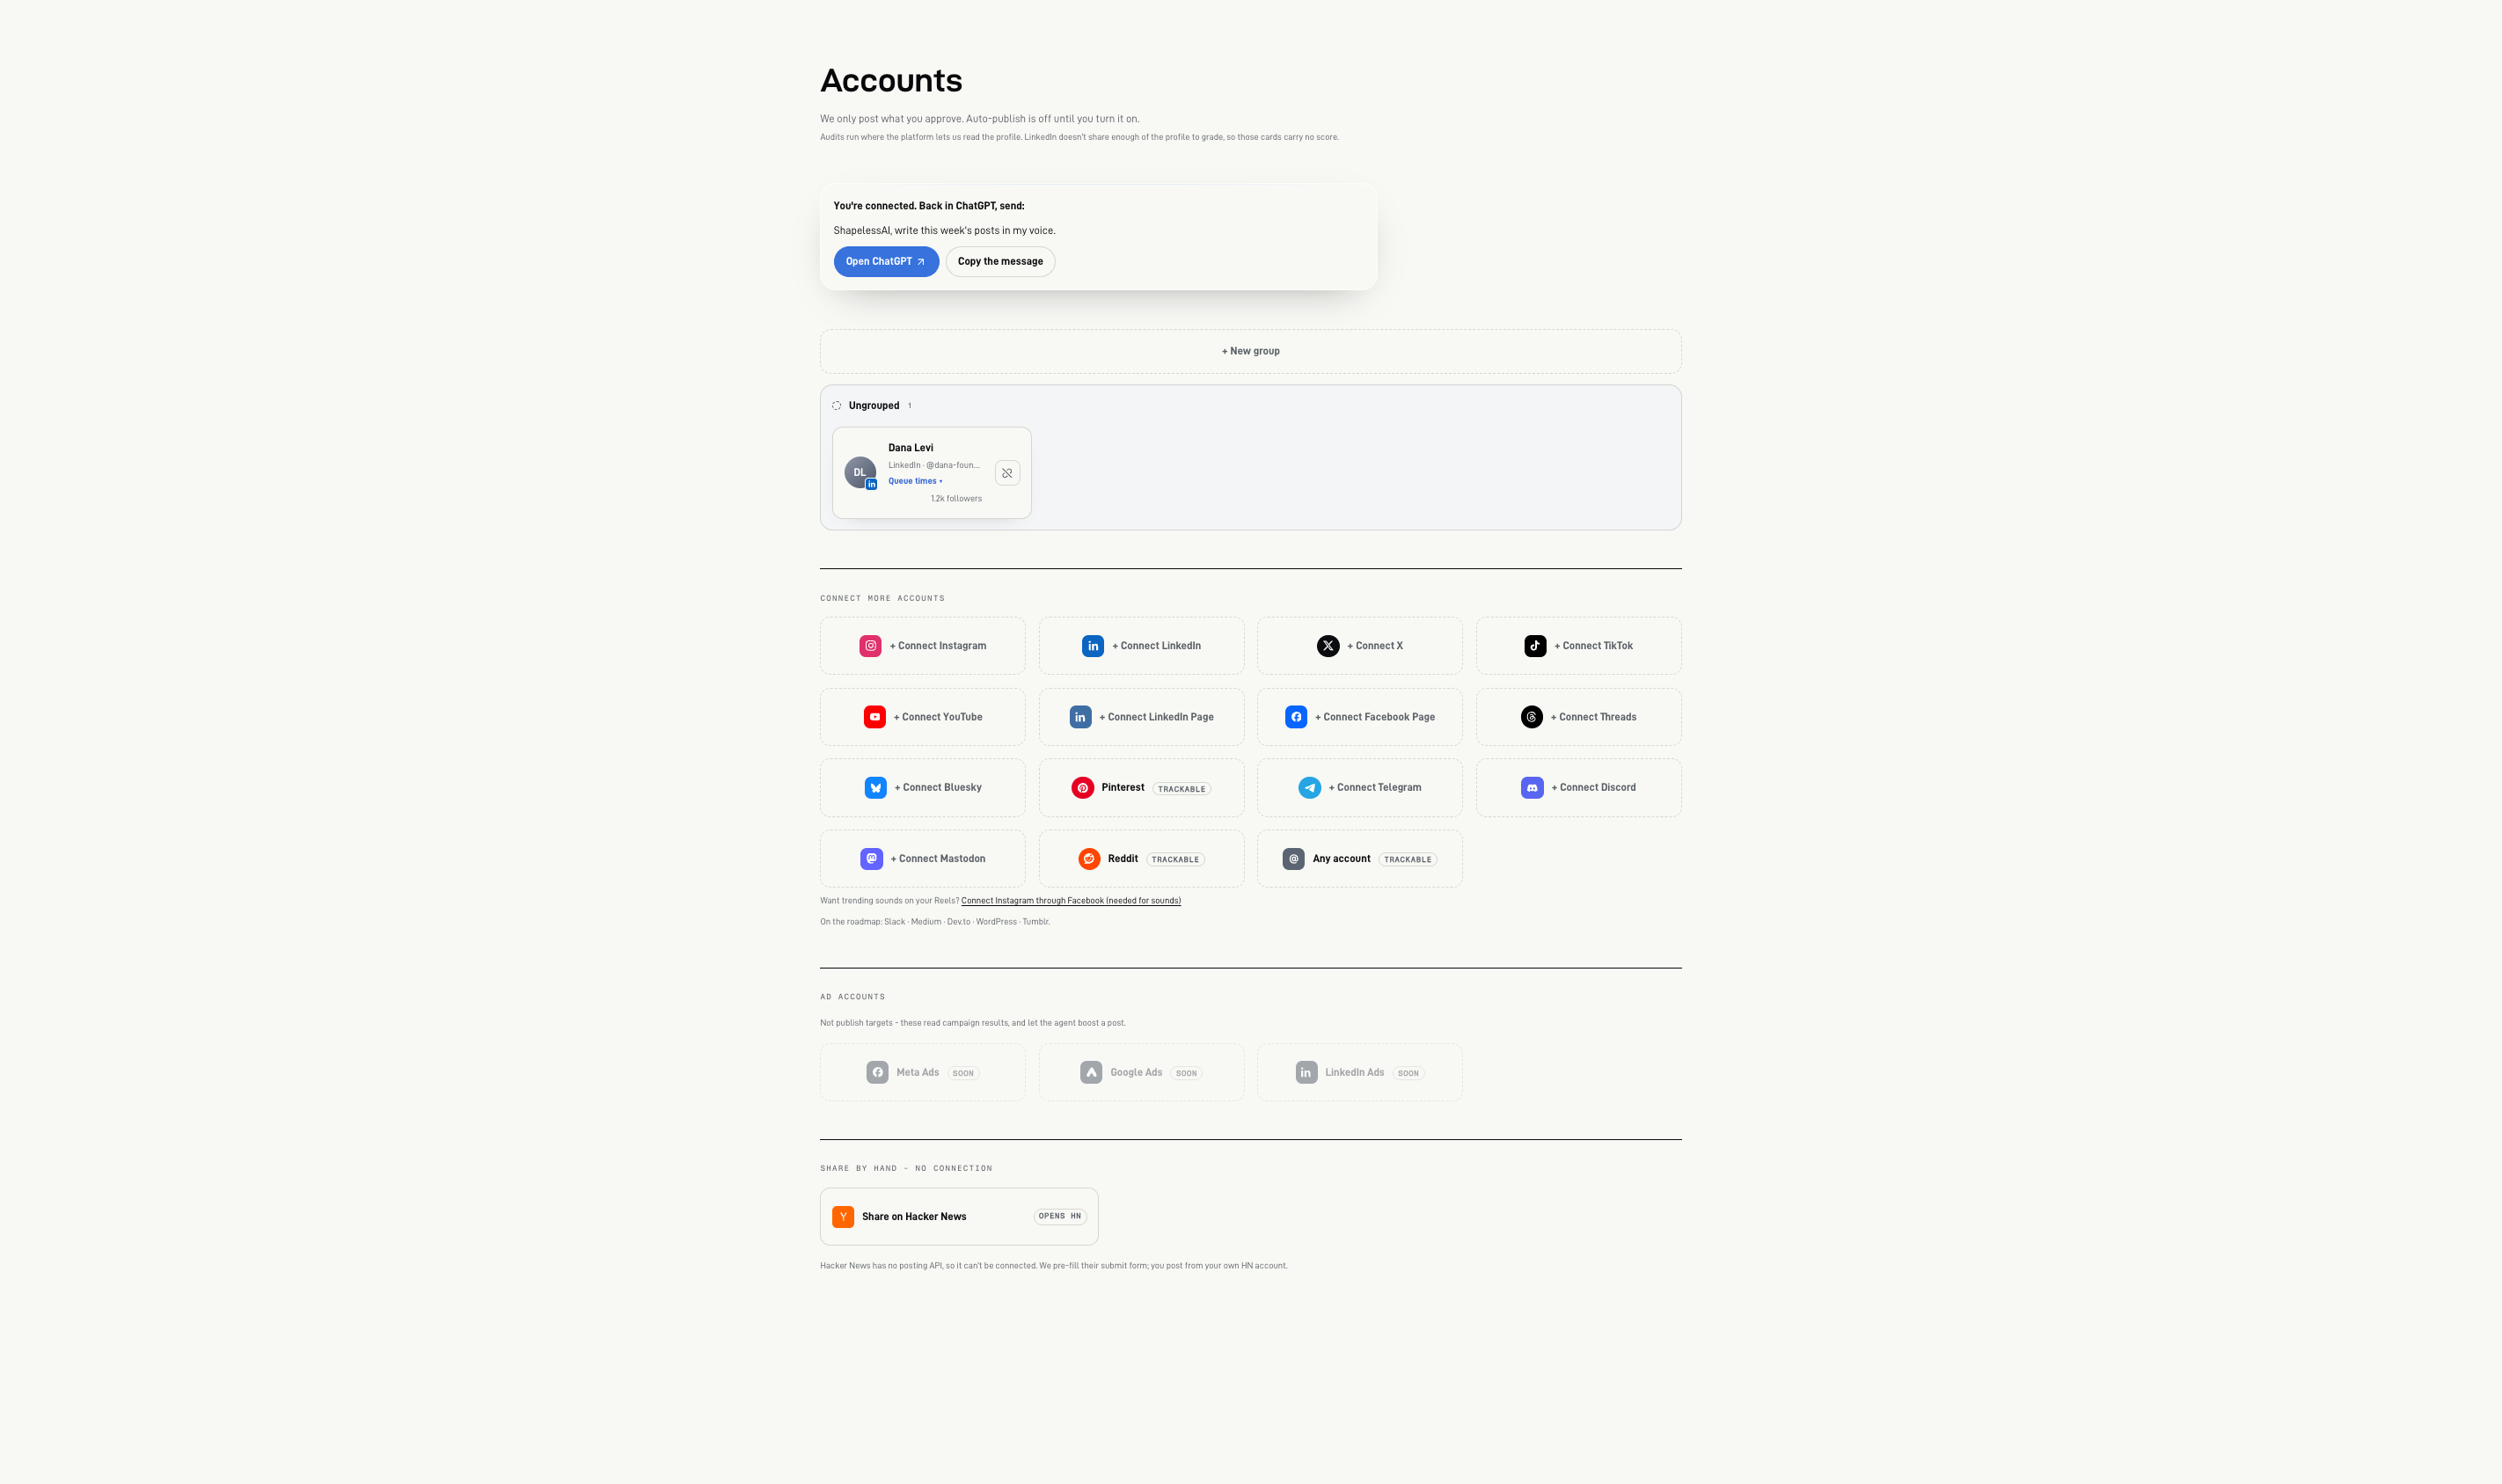 Accounts
We only post what you approve. Auto-publish is off until you turn it on.
Audits run where the platform lets us read the profile. LinkedIn doesn't share enough of the profile to grade, so those cards carry no score.
You're connected. Back in ChatGPT, send:
ShapelessAI, write this week's posts in my voice.
Open ChatGPT
Copy the message
+ New group
Ungrouped 1
DL
in
Dana Levi
LinkedIn · @dana-foun...
Queue times
1.2k followers
CONNECT MORE ACCOUNTS
+ Connect Instagram
+ Connect LinkedIn
+ Connect X
+ Connect TikTok
+ Connect YouTube
+ Connect LinkedIn Page
+ Connect Facebook Page
+ Connect Threads
+ Connect Bluesky
Pinterest TRACKABLE
+ Connect Telegram
+ Connect Discord
+ Connect Mastodon
Reddit TRACKABLE
Any account TRACKABLE
Want trending sounds on your Reels? Connect Instagram through Facebook (needed for sounds)
On the roadmap: Slack · Medium · Dev.to · WordPress · Tumblr.
AD ACCOUNTS
Not publish targets - these read campaign results, and let the agent boost a post.
Meta Ads SOON
Google Ads SOON
LinkedIn Ads SOON
SHARE BY HAND - NO CONNECTION
Y Share on Hacker News OPENS HN
Hacker News has no posting API, so it can't be connected. We pre-fill their submit form; you post from your own HN account.